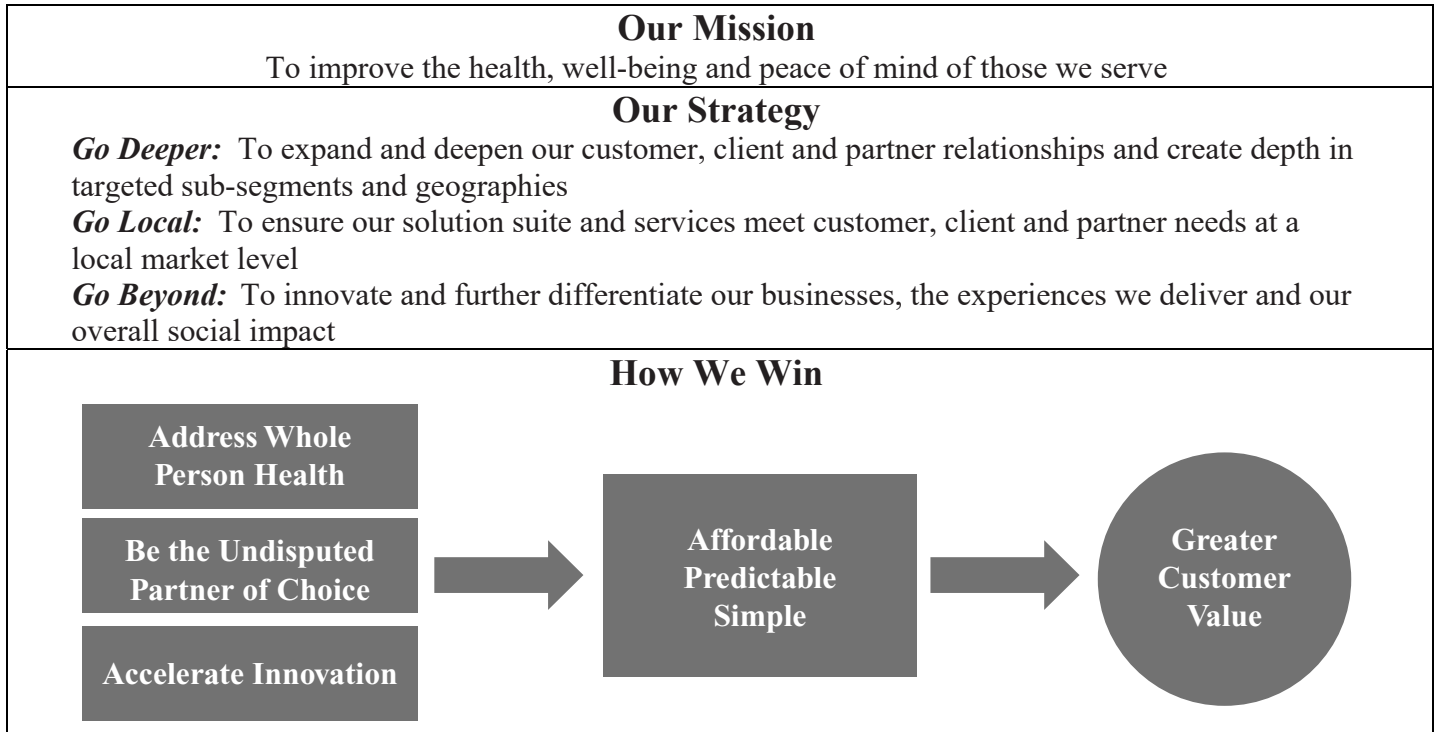 Our Mission
To improve the health, well-being and peace of mind of those we serve
Our Strategy
Go Deeper: To expand and deepen our customer, client and partner relationships and create depth in
targeted sub-segments and geographies
Go Local: To ensure our solution suite and services meet customer, client and partner needs at a
local market level
Go Beyond: To innovate and further differentiate our businesses, the experiences we deliver and our
overall social impact
How We Win
Address Whole
Person Health
Be the Undisputed
Partner of Choice
Accelerate Innovation
Affordable
Predictable
Simple
Greater
Customer
Value